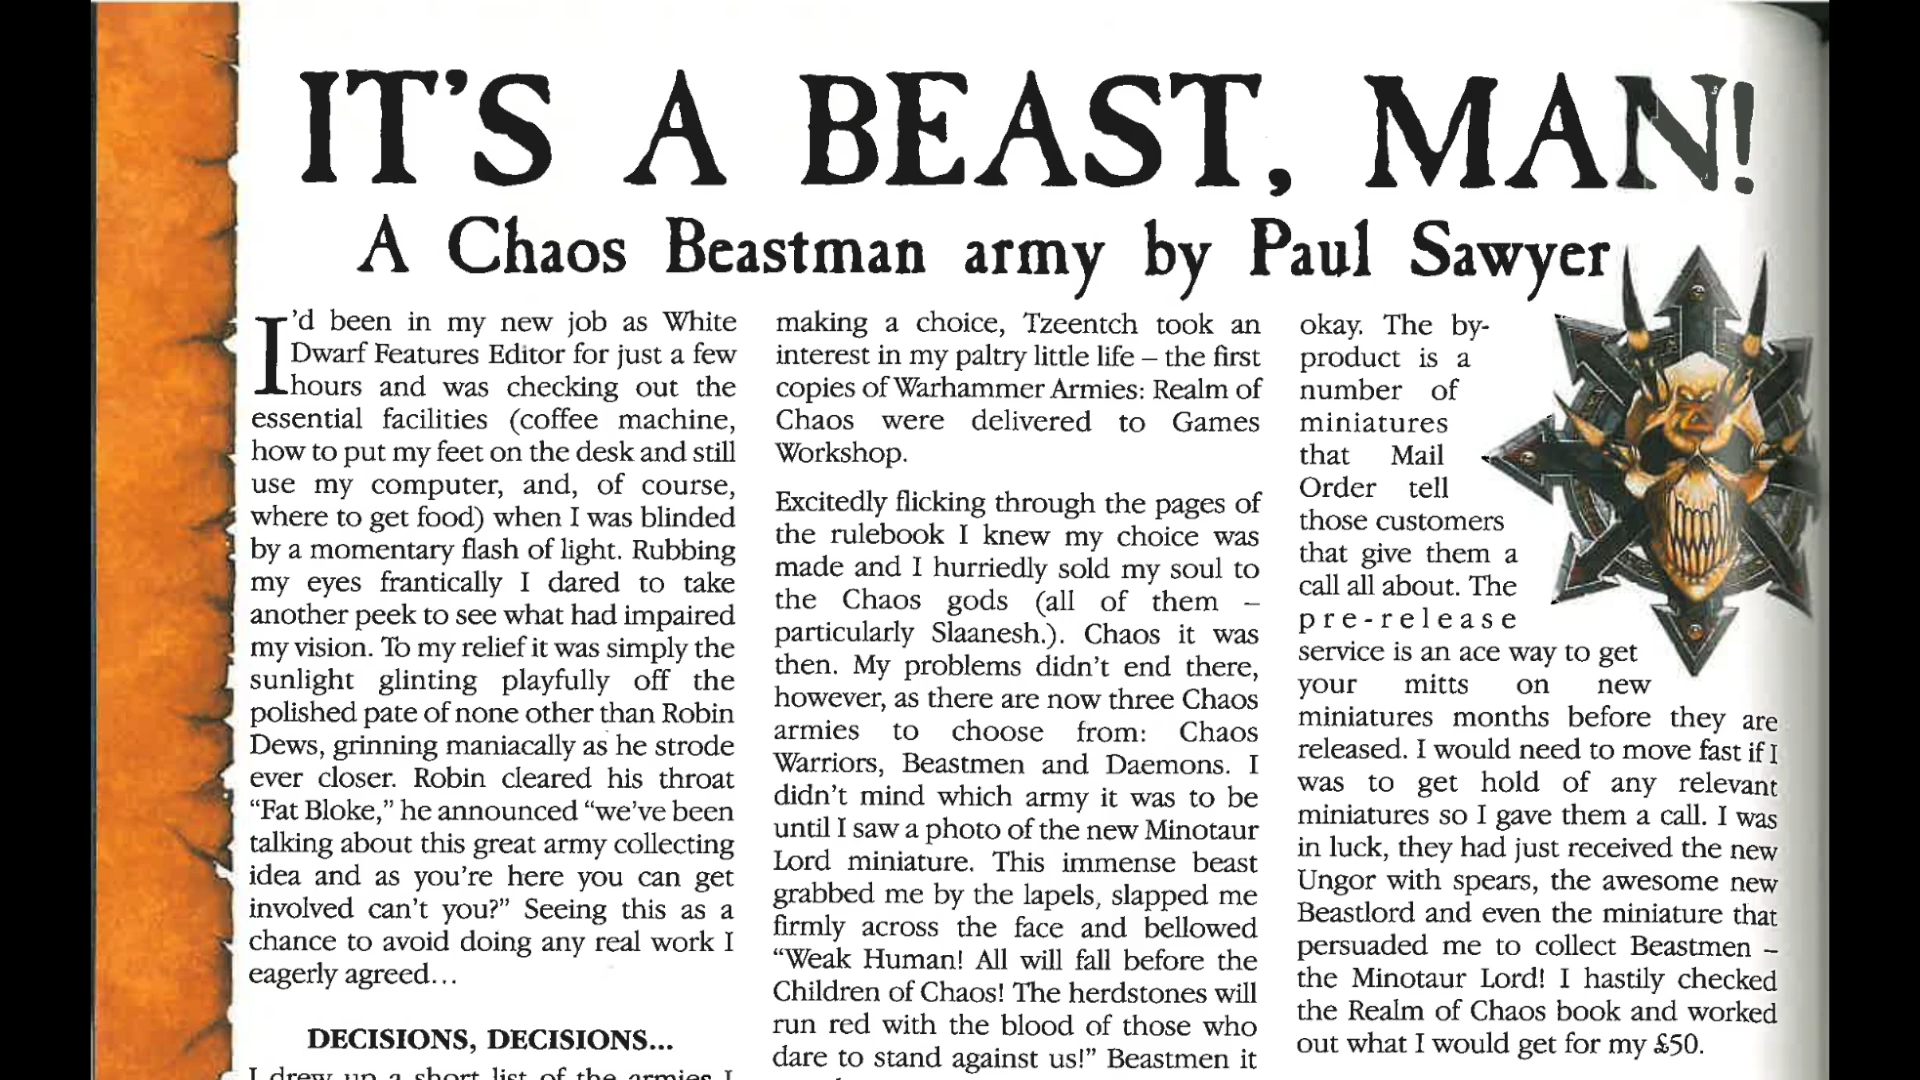 IT'S A BEAST, MAN!
A Chaos Beastman army by Paul Sawyer
I'd been in my new job as White
Dwarf Features Editor for just a few
hours and was checking out the
essential facilities (coffee machine,
how to put my feet on the desk and still
use my computer, and, of course,
where to get food) when I was blinded
by a momentary flash of light. Rubbing
my eyes frantically I dared to take
another peek to see what had impaired
my vision. To my relief it was simply the
sunlight glinting playfully off the
polished pate of none other than Robin
Dews, grinning maniacally as he strode
ever closer. Robin cleared his throat
“Fat Bloke,” he announced “we've been
talking about this great army collecting
idea and as you're here you can get
involved can't you?” Seeing this as a
chance to avoid doing any real work I
eagerly agreed…
DECISIONS, DECISIONS...
I drew up a short list of the armies I
making a choice, Tzeentch took an
interest in my paltry little life – the first
copies of Warhammer Armies: Realm of
Chaos were delivered to Games
Workshop.
Excitedly flicking through the pages of
the rulebook I knew my choice was
made and I hurriedly sold my soul to
the Chaos gods (all of them –
particularly Slaanesh.). Chaos it was
then. My problems didn't end there,
however, as there are now three Chaos
armies to choose from: Chaos
Warriors, Beastmen and Daemons. I
didn't mind which army it was to be
until I saw a photo of the new Minotaur
Lord miniature. This immense beast
grabbed me by the lapels, slapped me
firmly across the face and bellowed
“Weak Human! All will fall before the
Children of Chaos! The herdstones will
run red with the blood of those who
dare to stand against us!” Beastmen it
okay. The by-
product is a
number of
miniatures
that Mail
Order tell
those customers
that give them a
call all about. The
pre-release
service is an ace way to get
your mitts on new
miniatures months before they are
released. I would need to move fast if I
was to get hold of any relevant
miniatures so I gave them a call. I was
in luck, they had just received the new
Ungor with spears, the awesome new
Beastlord and even the miniature that
persuaded me to collect Beastmen –
the Minotaur Lord! I hastily checked
the Realm of Chaos book and worked
out what I would get for my £50.